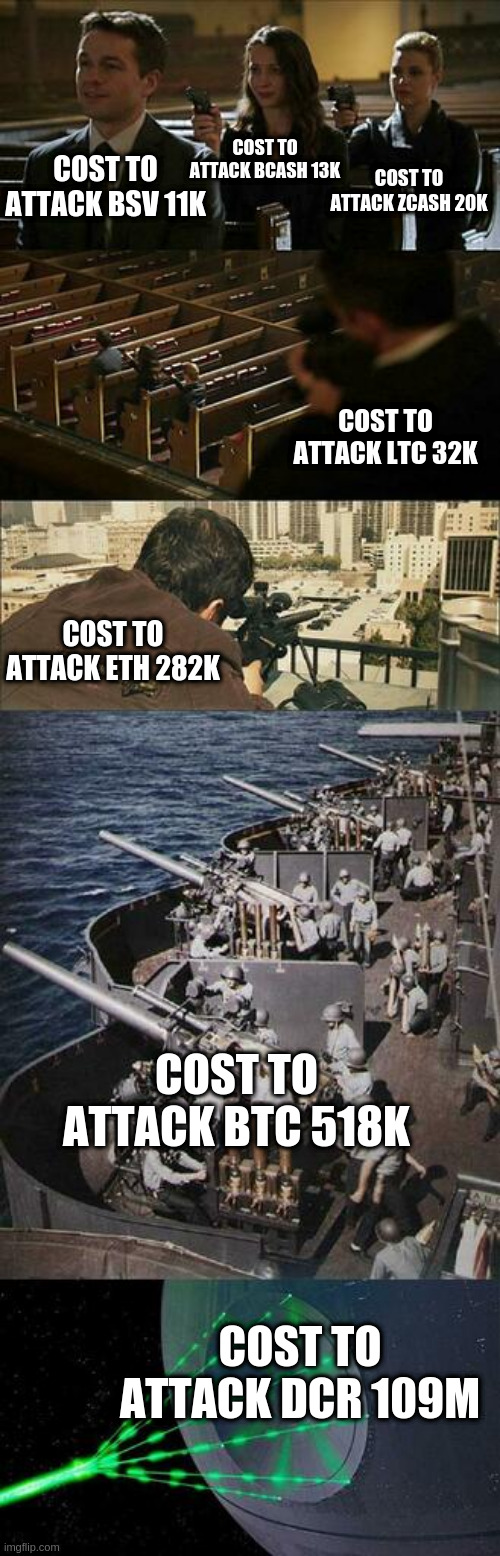 COST TO
ATTACK BSV 11K
COST TO
ATTACK BCASH 13K
COST TO
ATTACK ZCASH 20K
COST TO
ATTACK LTC 32K
COST TO
ATTACK ETH 282K
COST TO
ATTACK BTC 518K
COST TO
ATTACK DCR 109M
imgflip.com